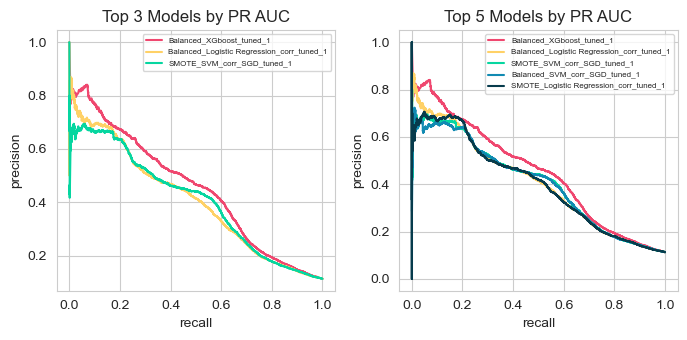 Top 3 Models by PR AUC
Balanced_XGboost_tuned_1
Balanced_Logistic Regression_corr_tuned_1
SMOTE_SVM_corr_SGD_tuned_1
precision
1.0
0.8
0.6
0.4
0.2
0.0 0.2 0.4 0.6 0.8 1.0
recall
Top 5 Models by PR AUC
Balanced_XGboost_tuned_1
Balanced_Logistic Regression_corr_tuned_1
SMOTE_SVM_corr_SGD_tuned_1
Balanced_SVM_corr_SGD_tuned_1
SMOTE_Logistic Regression_corr_tuned_1
precision
1.0
0.8
0.6
0.4
0.2
0.0
0.0 0.2 0.4 0.6 0.8 1.0
recall